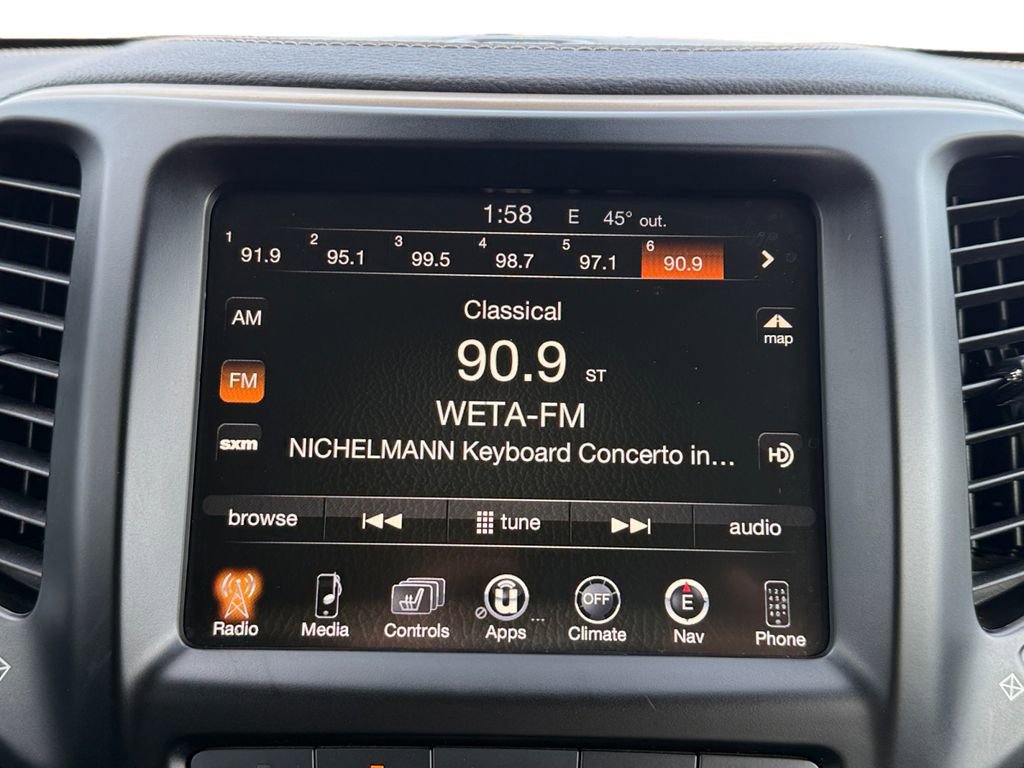 1:58 E 45° out.
1 91.9 2 95.1 3 99.5 4 98.7 5 97.1 6 90.9
Classical
AM
map
90.9 ST
FM
WETA-FM
sxm
NICHELMANN Keyboard Concerto in...
HD
browse tune audio
OFF E
Radio Media Controls Apps ... Climate Nav Phone